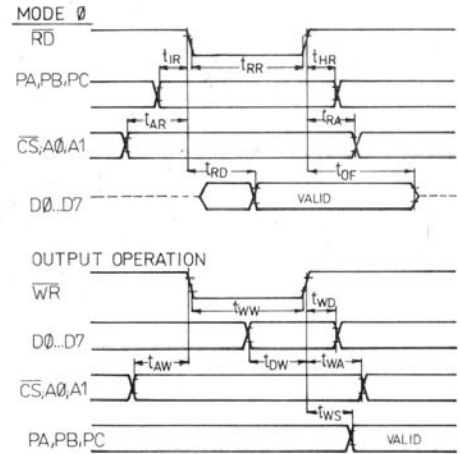 MODE Ø
RD
tIR tRR tHR
PA,PB,PC
tAR tRA
CS,AØ,A1
tRD tOF
DØ...D7 VALID
OUTPUT OPERATION
WR
tWW tWD
DØ...D7
tAW tDW tWA
CS,AØ,A1
tWS
PA,PB,PC VALID